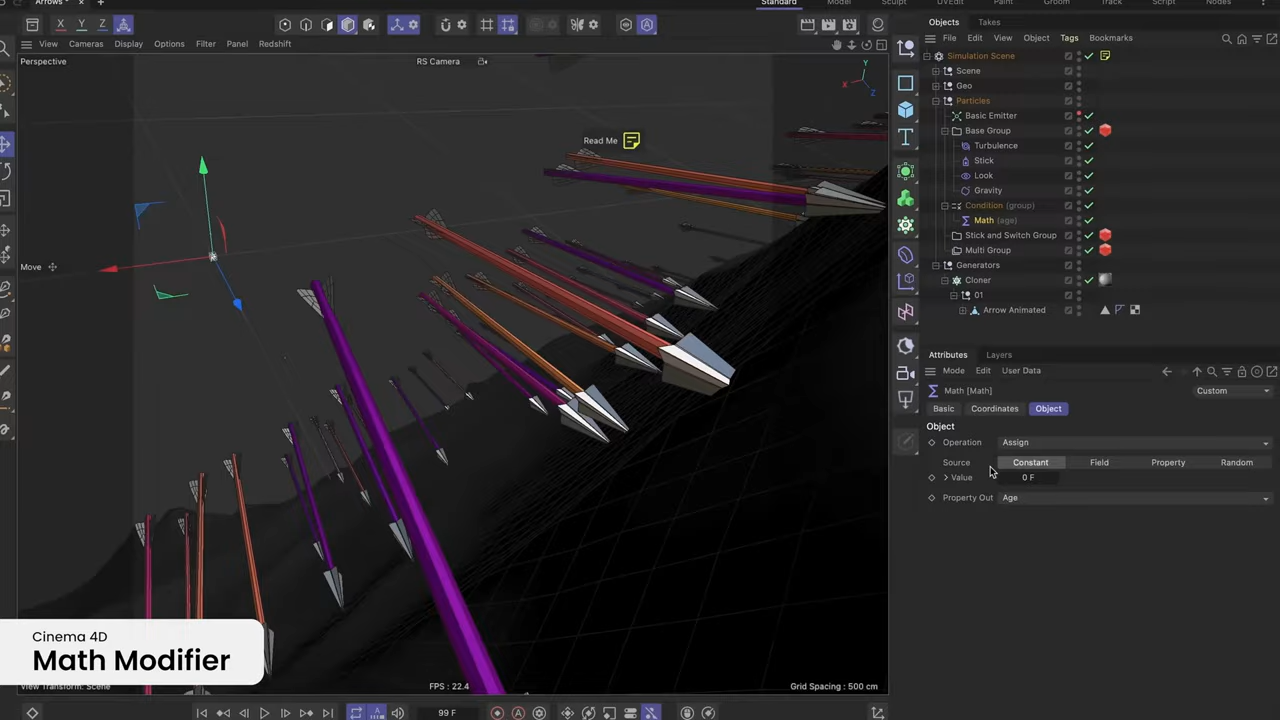 Arrows *
Standard
Model
Sculpt
UVEdit
Paint
Groom
Track
Script
Nodes
X Y Z
View Cameras Display Options Filter Panel Redshift
Perspective
RS Camera
Y
X
Z
Read Me
Move
Cinema 4D
Math Modifier
View Transform: Scene
FPS : 22.4
Grid Spacing : 500 cm
99 F
Objects Takes
File Edit View Object Tags Bookmarks
Simulation Scene
Scene
Geo
Particles
Basic Emitter
Base Group
Turbulence
Stick
Look
Gravity
Condition (group)
Math (age)
Stick and Switch Group
Multi Group
Generators
Cloner
01
Arrow Animated
Attributes Layers
Mode Edit User Data
Math [Math]
Custom
Basic Coordinates Object
Object
Operation Assign
Source Constant Field Property Random
Value 0 F
Property Out Age